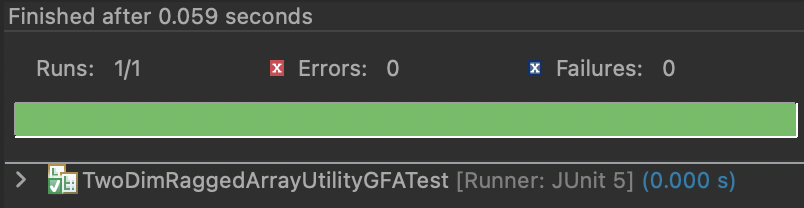 Finished after 0.059 seconds
Runs: 1/1 Errors: 0 Failures: 0
TwoDimRaggedArrayUtilityGFATest [Runner: JUnit 5] (0.000 s)